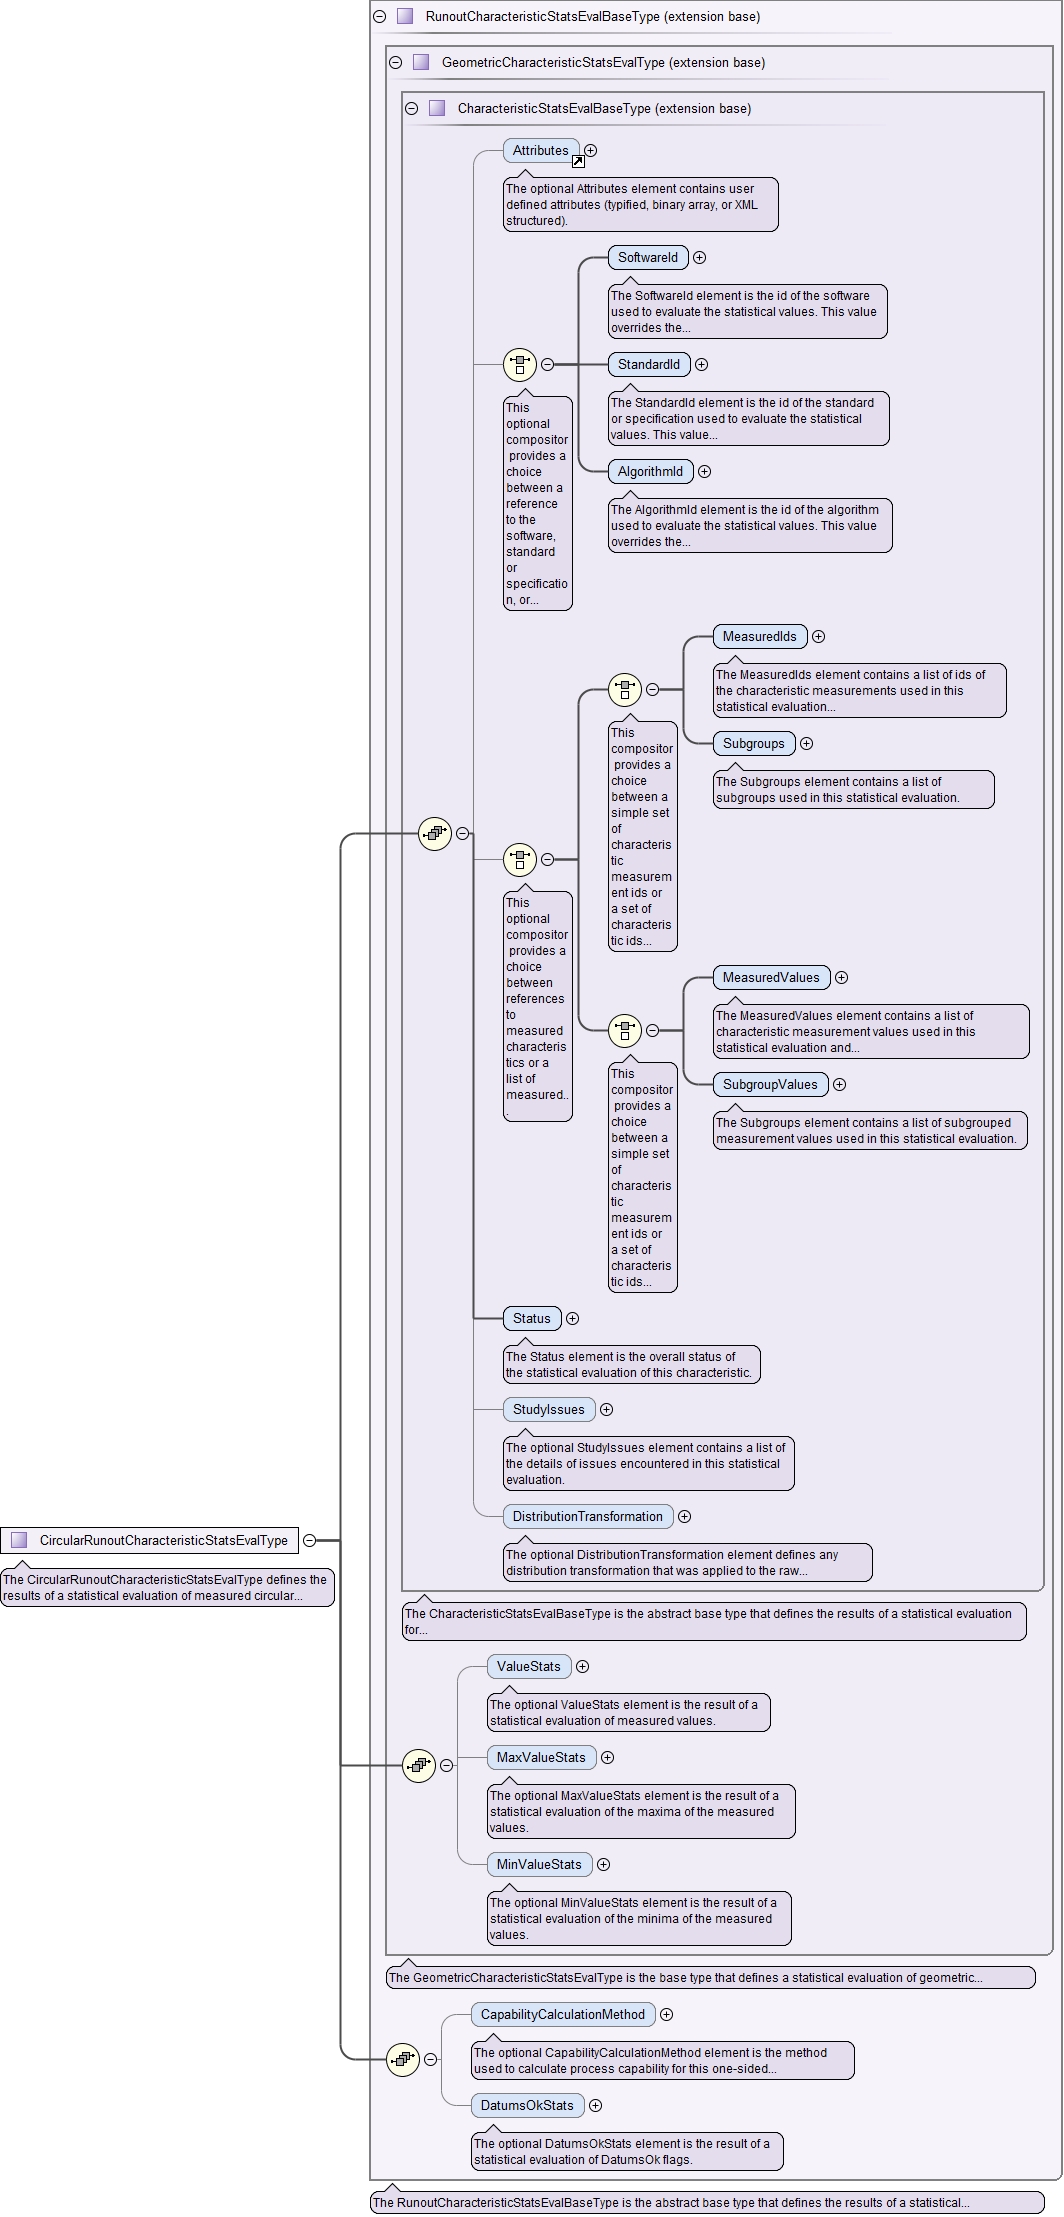 RunoutCharacteristicStatsEvalBaseType (extension base)
GeometricCharacteristicStatsEvalType (extension base)
CharacteristicStatsEvalBaseType (extension base)
Attributes
The optional Attributes element contains user
defined attributes (typified, binary array, or XML
structured).
SoftwareId
The SoftwareId element is the id of the software
used to evaluate the statistical values. This value
overrides the...
StandardId
The StandardId element is the id of the standard
or specification used to evaluate the statistical
values. This value...
AlgorithmId
The AlgorithmId element is the id of the algorithm
used to evaluate the statistical values. This value
overrides the...
This
optional
compositor
provides a
choice
between a
reference
to the
software,
standard
or
specificatio
n, or...
MeasuredIds
The MeasuredIds element contains a list of ids of
the characteristic measurements used in this
statistical evaluation...
Subgroups
The Subgroups element contains a list of
subgroups used in this statistical evaluation.
This
compositor
provides a
choice
between a
simple set
of
characteris
tic
measurem
ent ids or
a set of
characteris
tic ids...
This
optional
compositor
provides a
choice
between
references
to
measured
characteris
tics or a
list of
measured..
.
MeasuredValues
The MeasuredValues element contains a list of
characteristic measurement values used in this
statistical evaluation and...
SubgroupValues
The Subgroups element contains a list of subgrouped
measurement values used in this statistical evaluation.
This
compositor
provides a
choice
between a
simple set
of
characteris
tic
measurem
ent ids or
a set of
characteris
tic ids...
Status
The Status element is the overall status of
the statistical evaluation of this characteristic.
StudyIssues
The optional StudyIssues element contains a list of
the details of issues encountered in this statistical
evaluation.
DistributionTransformation
The optional DistributionTransformation element defines any
distribution transformation that was applied to the raw...
CircularRunoutCharacteristicStatsEvalType
The CircularRunoutCharacteristicStatsEvalType defines the
results of a statistical evaluation of measured circular...
The CharacteristicStatsEvalBaseType is the abstract base type that defines the results of a statistical evaluation
for...
ValueStats
The optional ValueStats element is the result of a
statistical evaluation of measured values.
MaxValueStats
The optional MaxValueStats element is the result of a
statistical evaluation of the maxima of the measured
values.
MinValueStats
The optional MinValueStats element is the result of a
statistical evaluation of the minima of the measured
values.
The GeometricCharacteristicStatsEvalType is the base type that defines a statistical evaluation of geometric...
CapabilityCalculationMethod
The optional CapabilityCalculationMethod element is the method
used to calculate process capability for this one-sided...
DatumsOkStats
The optional DatumsOkStats element is the result of a
statistical evaluation of DatumsOk flags.
The RunoutCharacteristicStatsEvalBaseType is the abstract base type that defines the results of a statistical...